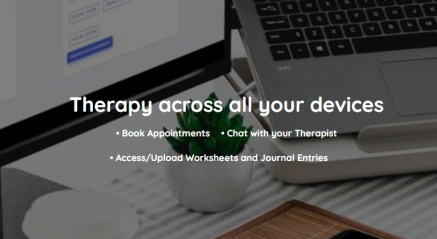 Therapy across all your devices
• Book Appointments • Chat with your Therapist
• Access/Upload Worksheets and Journal Entries